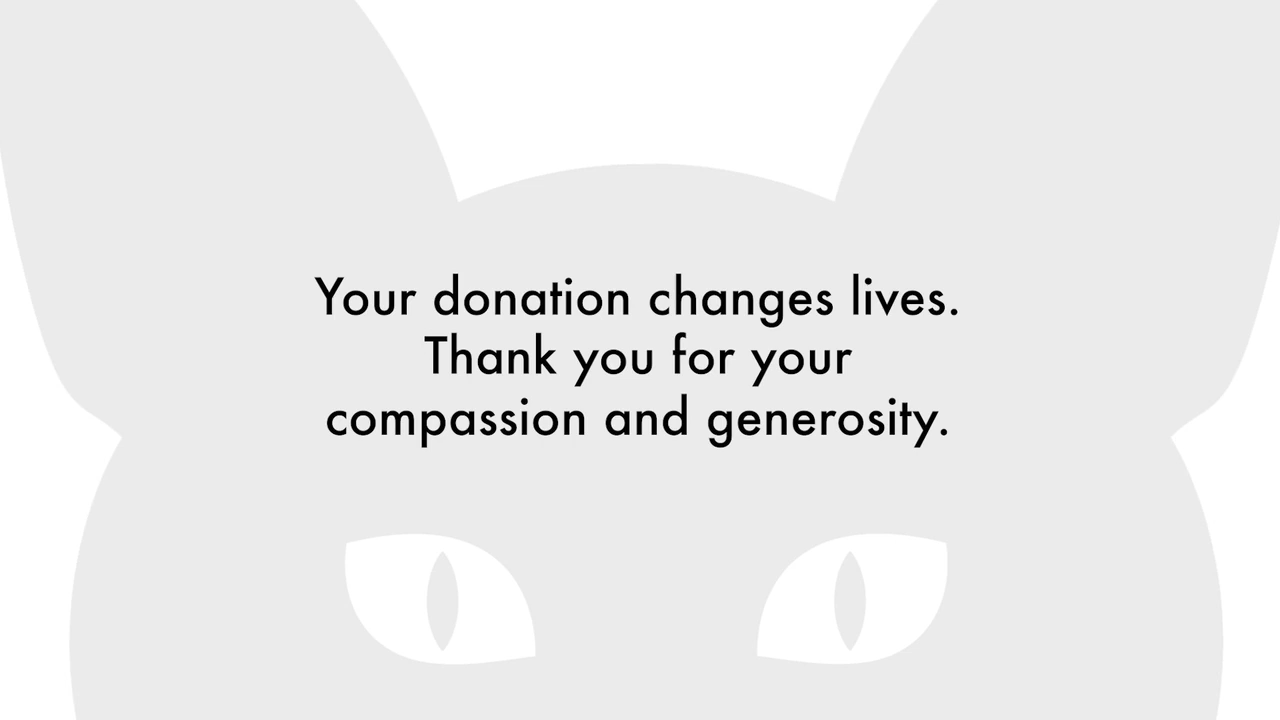 Your donation changes lives.
Thank you for your
compassion and generosity.